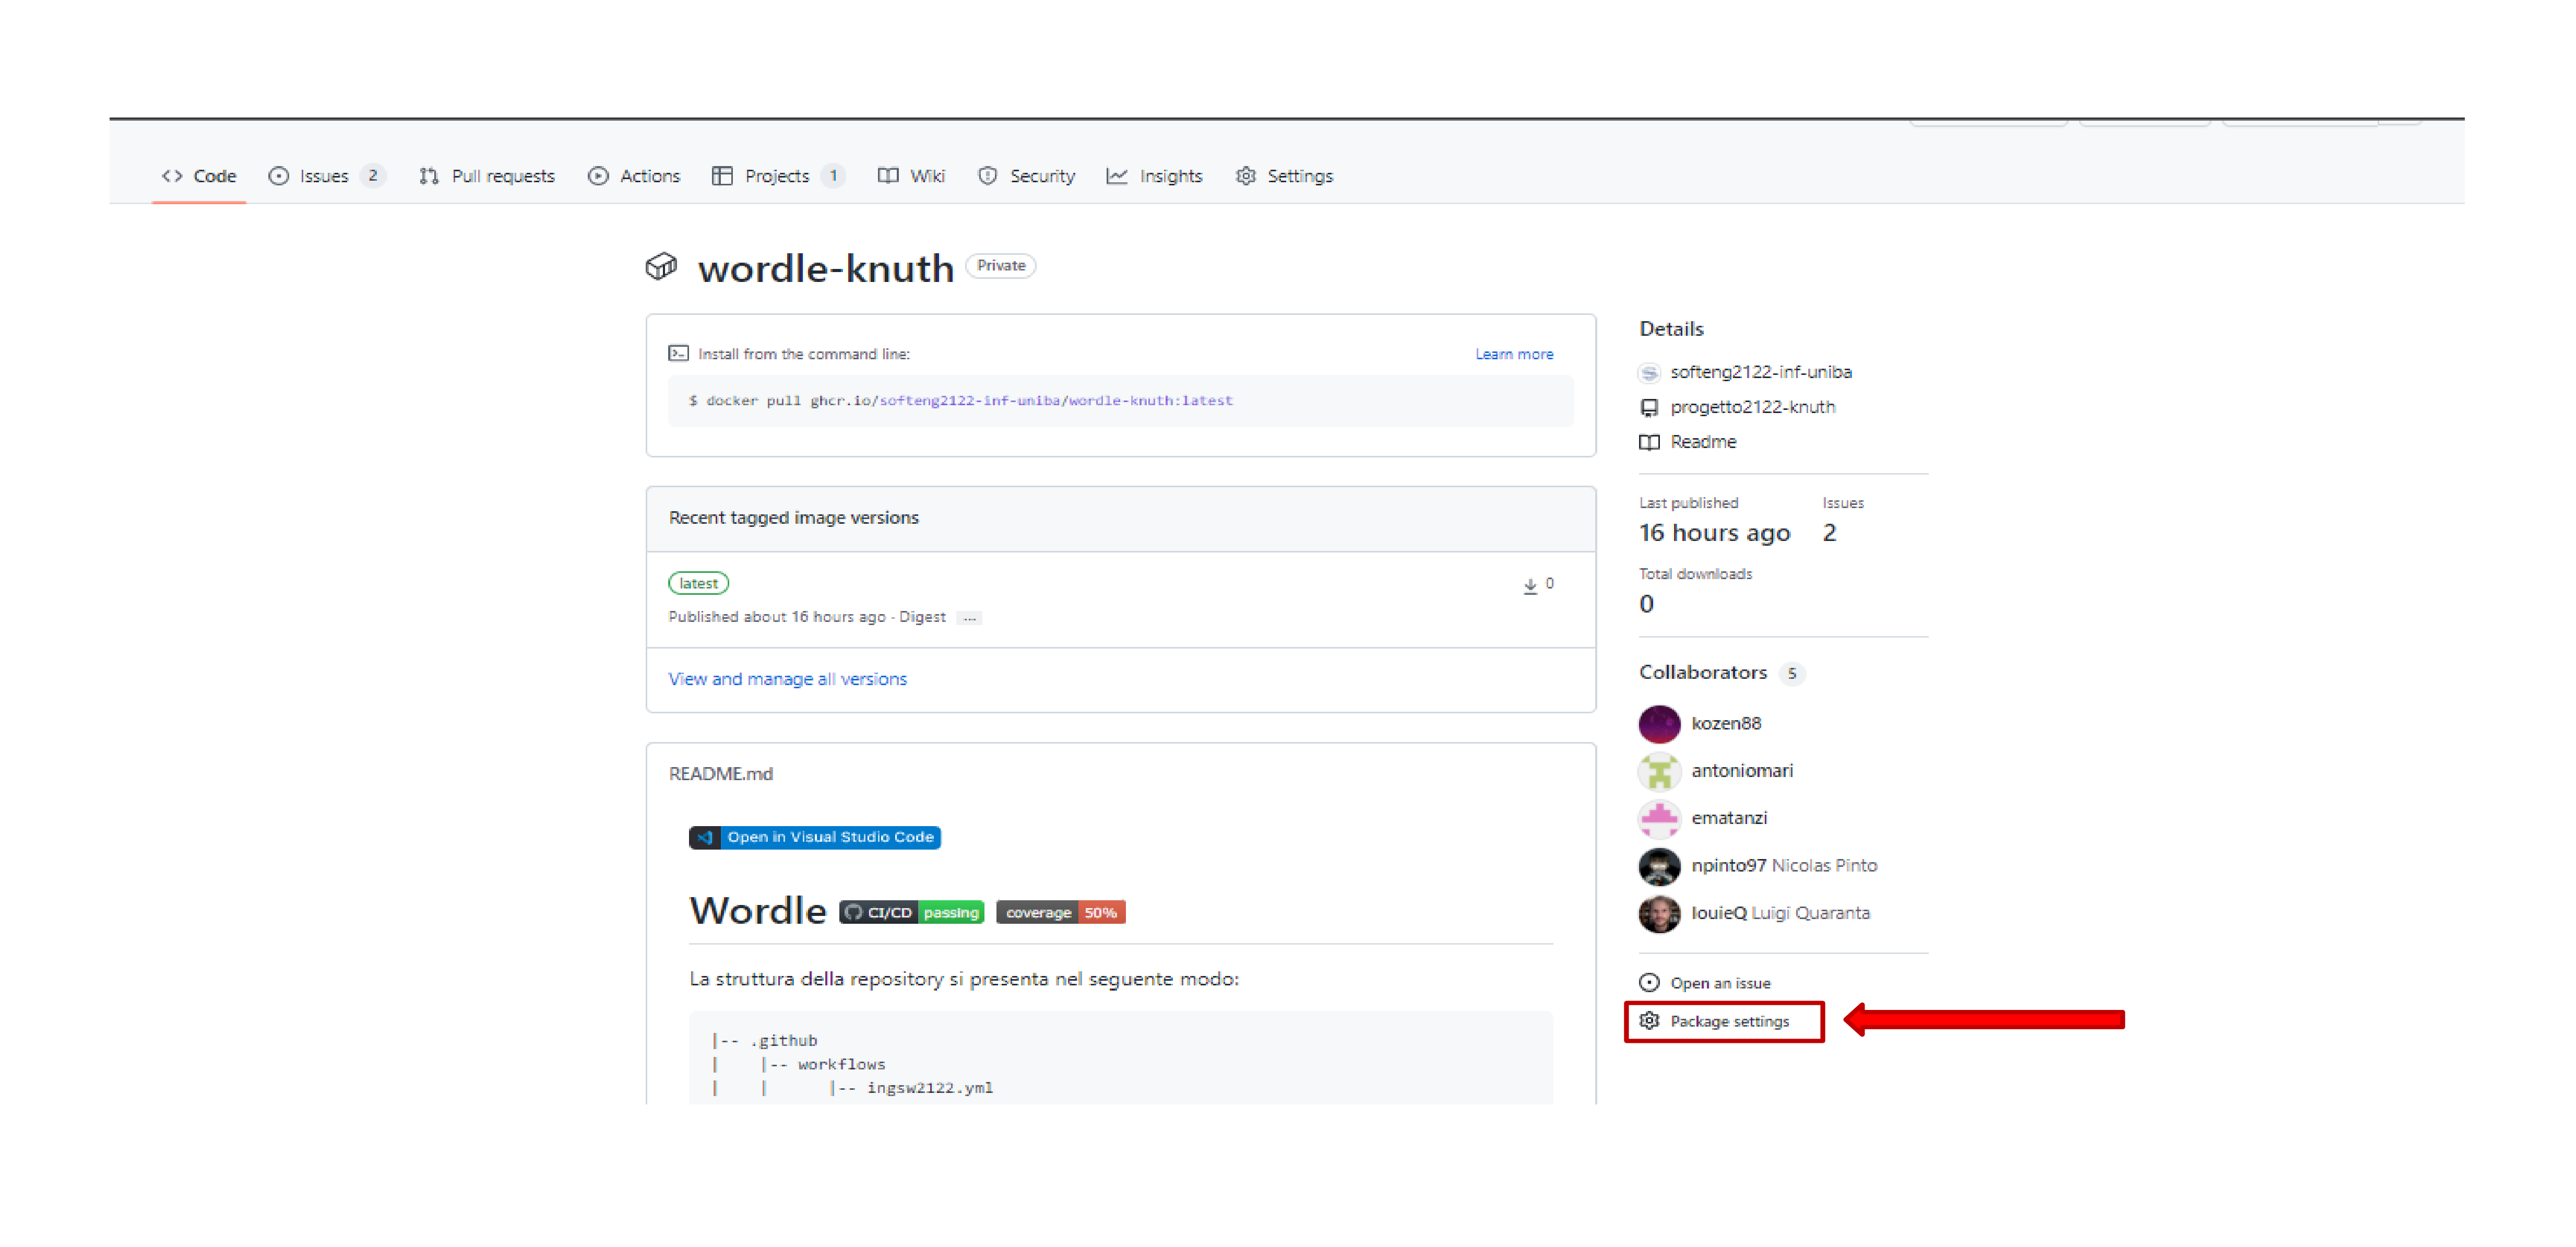 Code Issues 2 Pull requests Actions Projects 1 Wiki Security Insights Settings
wordle-knuth Private
Install from the command line: Learn more
$ docker pull ghcr.io/softeng2122-inf-uniba/wordle-knuth:latest
Recent tagged image versions
latest 0
Published about 16 hours ago · Digest ...
View and manage all versions
README.md
Open in Visual Studio Code
Wordle CI/CD passing coverage 50%
La struttura della repository si presenta nel seguente modo:
|-- .github
|    |-- workflows
|    |    |-- ingsw2122.yml
Details
softeng2122-inf-uniba
progetto2122-knuth
Readme
Last published Issues
16 hours ago 2
Total downloads
0
Collaborators 5
kozen88
antoniomari
ematanzi
npinto97 Nicolas Pinto
louieQ Luigi Quaranta
Open an issue
Package settings